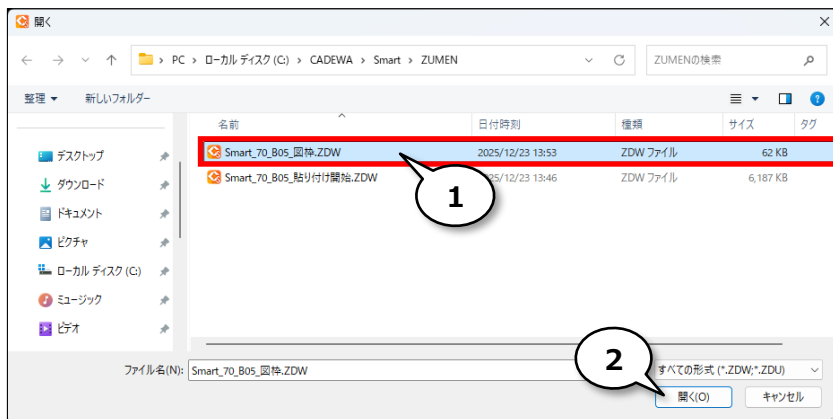 開く
PC › ローカル ディスク (C:) › CADEWA › Smart › ZUMEN
ZUMENの検索
整理 新しいフォルダー
名前 日付時刻 種類 サイズ タグ
デスクトップ
Smart_70_B05_図枠.ZDW 2025/12/23 13:53 ZDW ファイル 62 KB
ダウンロード
Smart_70_B05_貼り付け開始.ZDW 25/12/23 13:46 ZDW ファイル 6,187 KB
1
ドキュメント
ピクチャ
ローカル ディスク (C:)
ミュージック
ビデオ
2
ファイル名(N): Smart_70_B05_図枠.ZDW すべての形式 (*.ZDW;*.ZDU)
開く(O) キャンセル